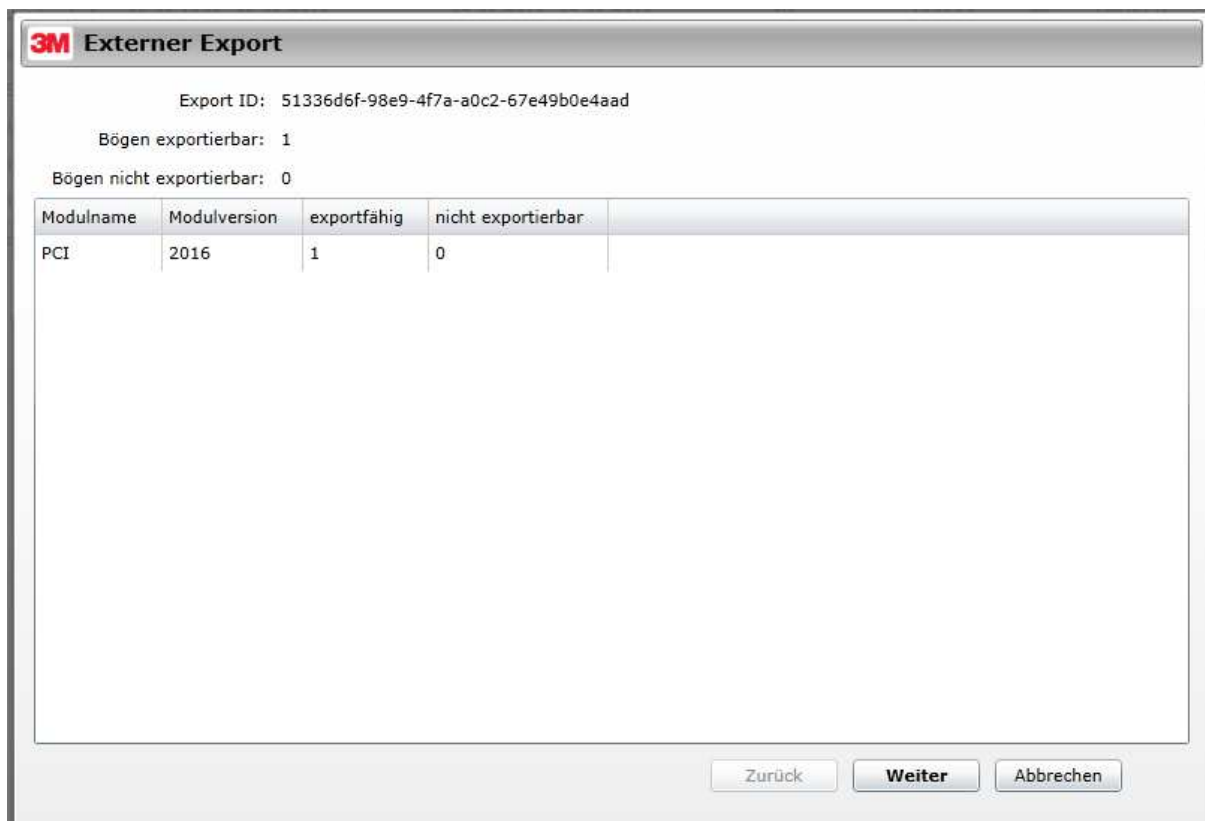 3M Externer Export
Export ID: 51336d6f-98e9-4f7a-a0c2-67e49b0e4aad
Bögen exportierbar: 1
Bögen nicht exportierbar: 0
Modulname Modulversion exportfähig nicht exportierbar
PCI 2016 1 0
Zurück Weiter Abbrechen